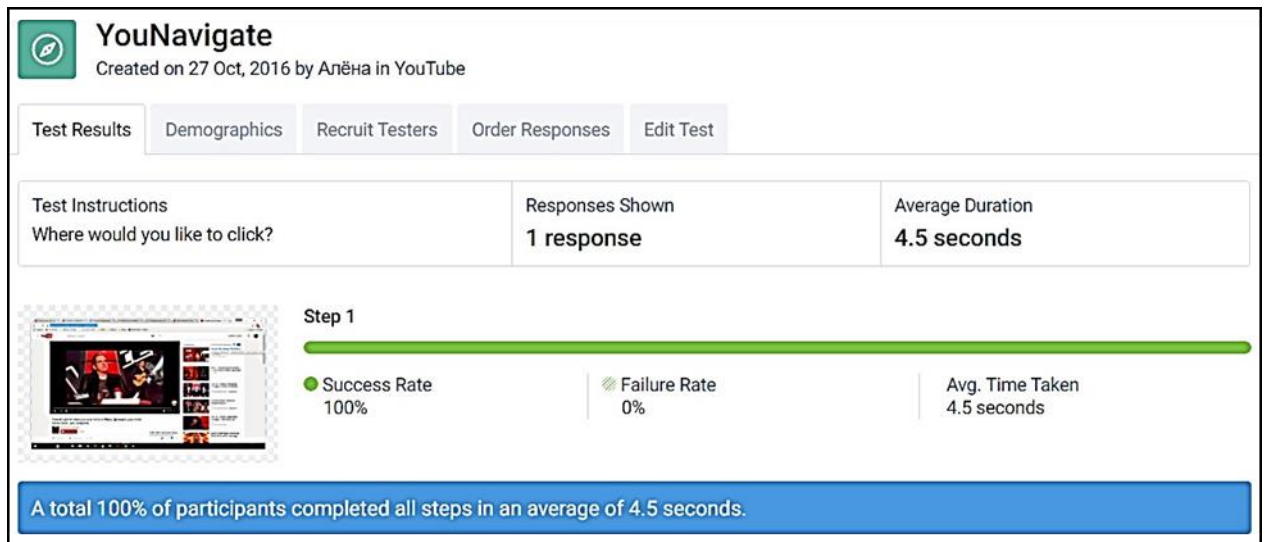 YouNavigate
Created on 27 Oct, 2016 by Алёна in YouTube
Test Results
Demographics
Recruit Testers
Order Responses
Edit Test
Test Instructions
Where would you like to click?
Responses Shown
1 response
Average Duration
4.5 seconds
Step 1
Success Rate
100%
Failure Rate
0%
Avg. Time Taken
4.5 seconds
A total 100% of participants completed all steps in an average of 4.5 seconds.